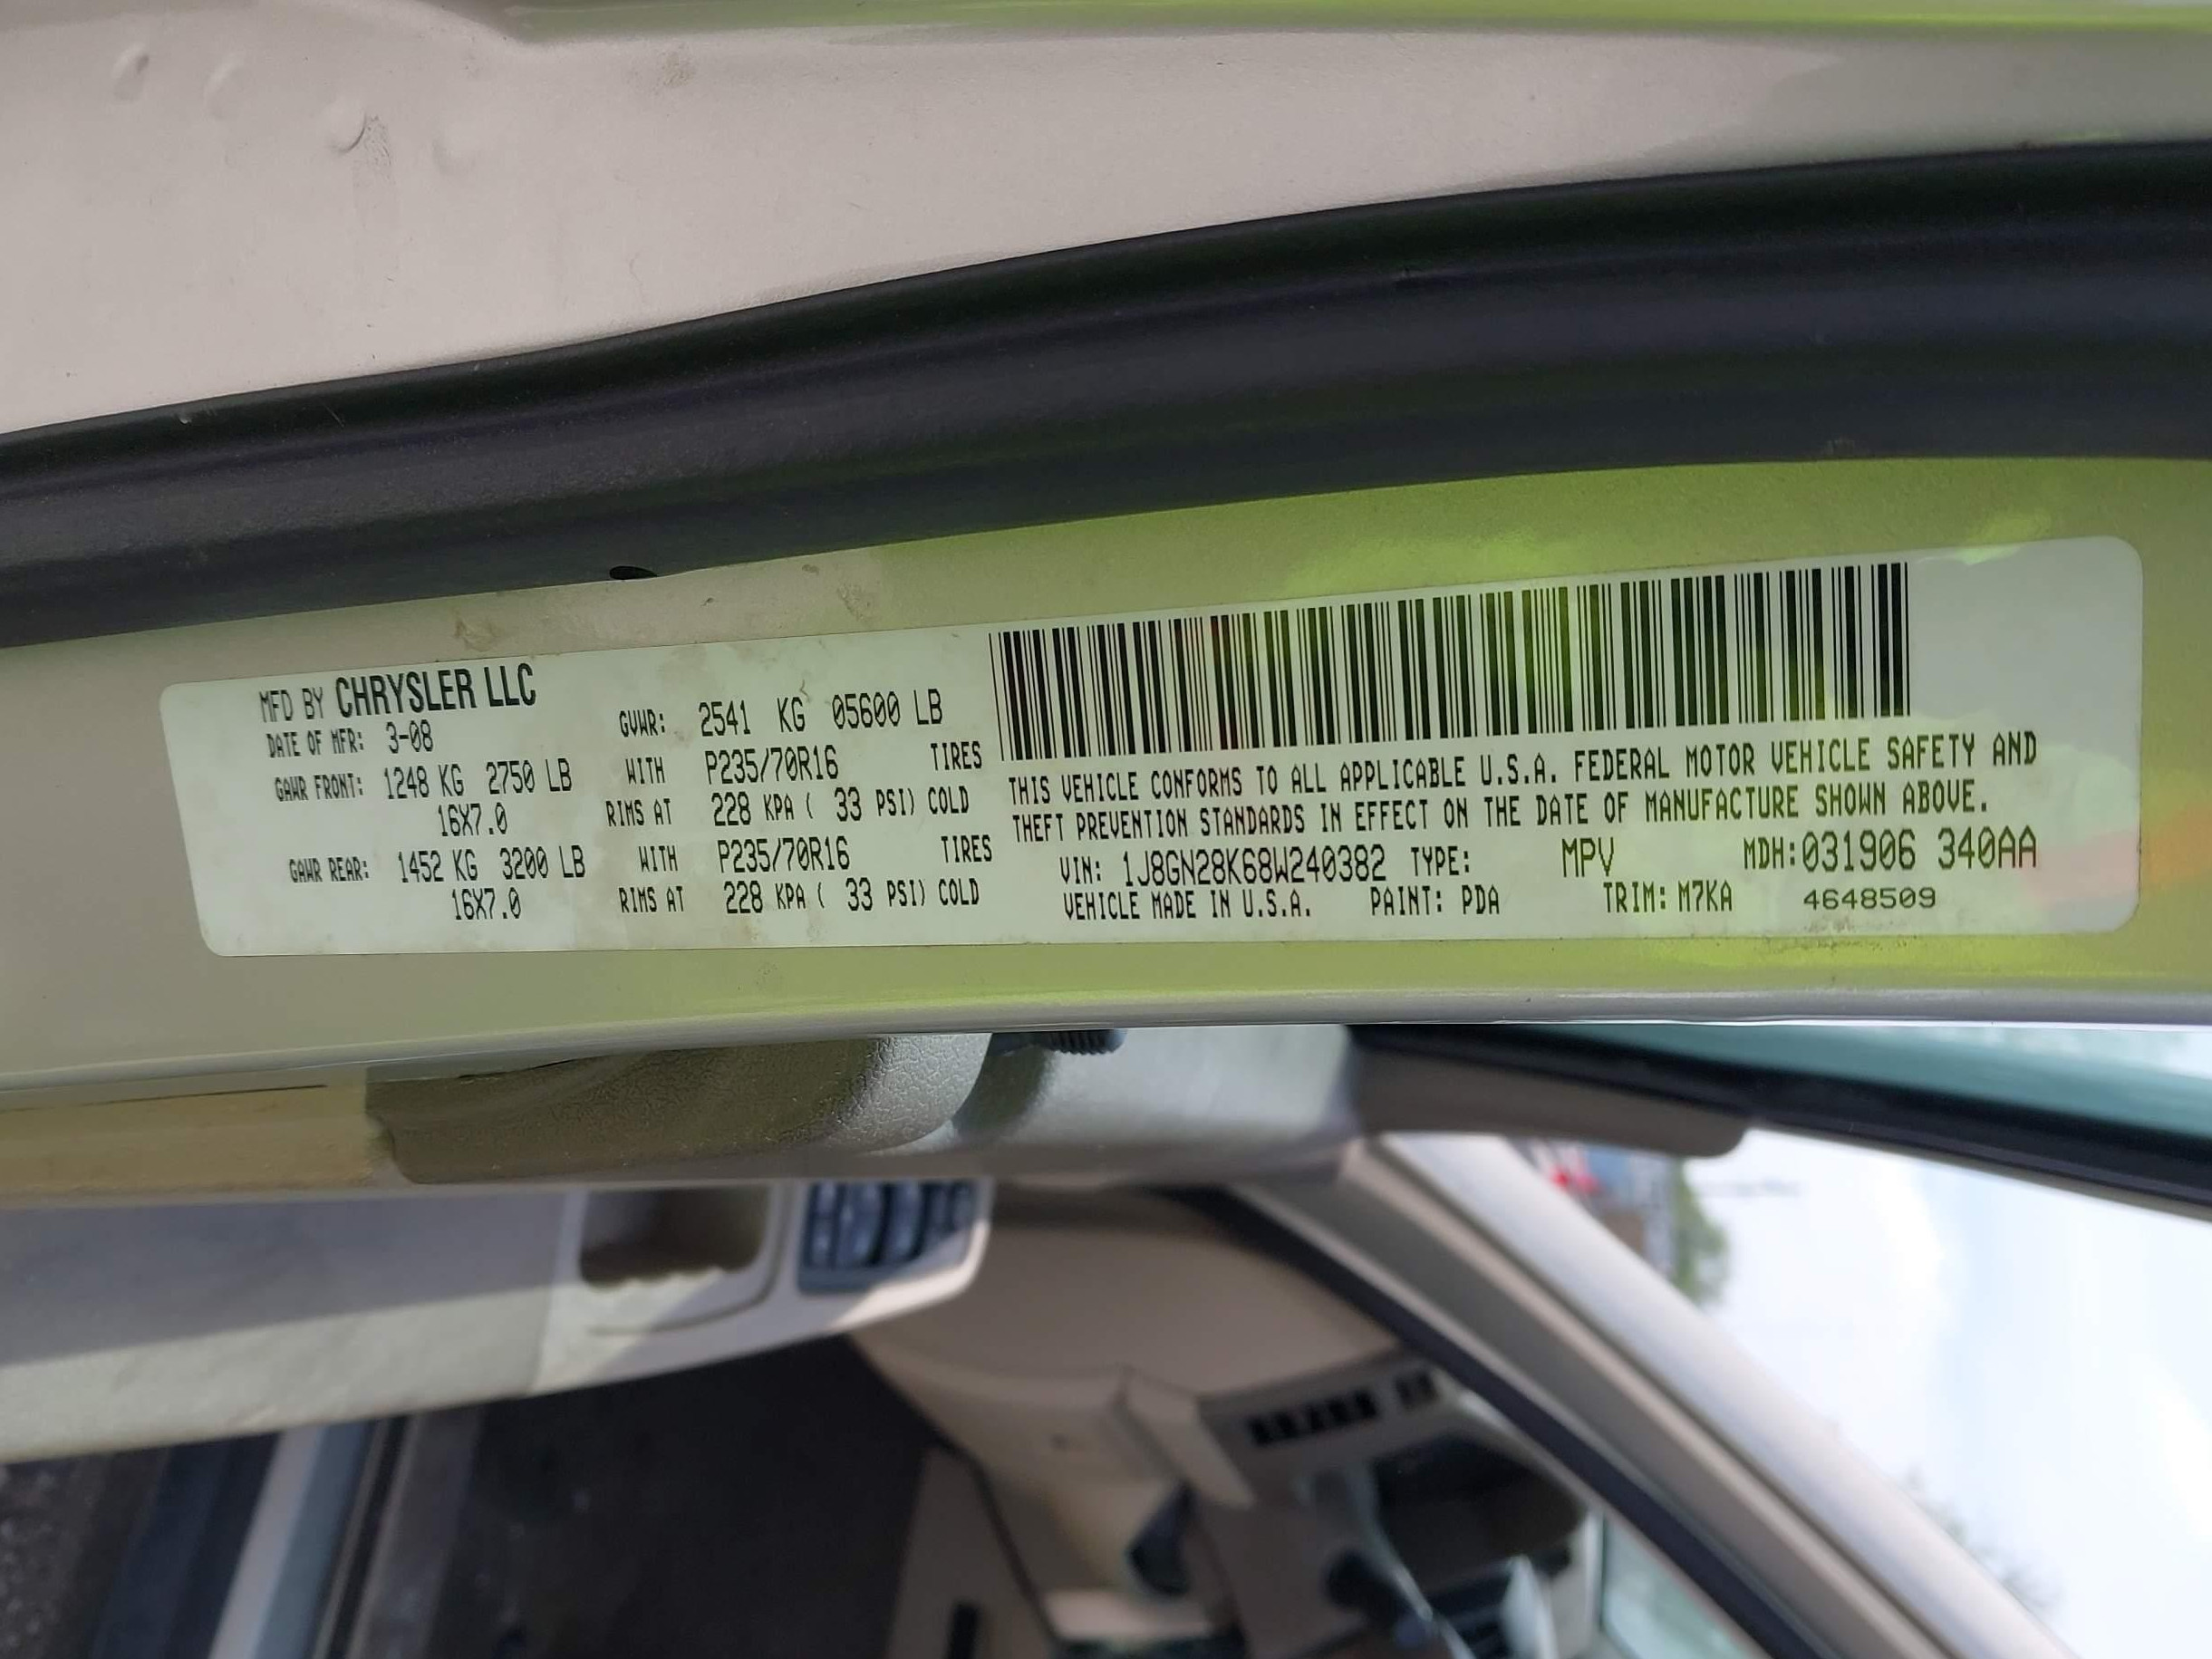 MFD BY CHRYSLER LLC
DATE OF MFR: 3-08
GVWR: 2541 KG 05600 LB
GAWR FRONT: 1248 KG 2750 LB WITH P235/70R16 TIRES
16X7.0 RIMS AT 228 KPA ( 33 PSI) COLD
GAWR REAR: 1452 KG 3200 LB WITH P235/70R16 TIRES
16X7.0 RIMS AT 228 KPA ( 33 PSI) COLD
THIS VEHICLE CONFORMS TO ALL APPLICABLE U.S.A. FEDERAL MOTOR VEHICLE SAFETY AND
THEFT PREVENTION STANDARDS IN EFFECT ON THE DATE OF MANUFACTURE SHOWN ABOVE.
VIN: 1J8GN28K68W240382 TYPE: MPV MDH:031906 340AA
VEHICLE MADE IN U.S.A. PAINT: PDA TRIM: M7KA 4648509